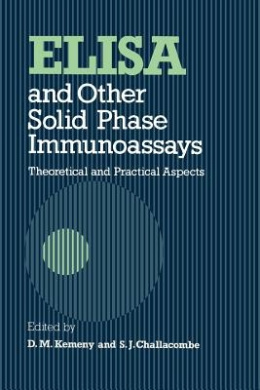 ELISA
and Other
Solid Phase
Immunoassays
Theoretical and Practical Aspects
Edited by
D. M. Kemeny and S. J. Challacombe